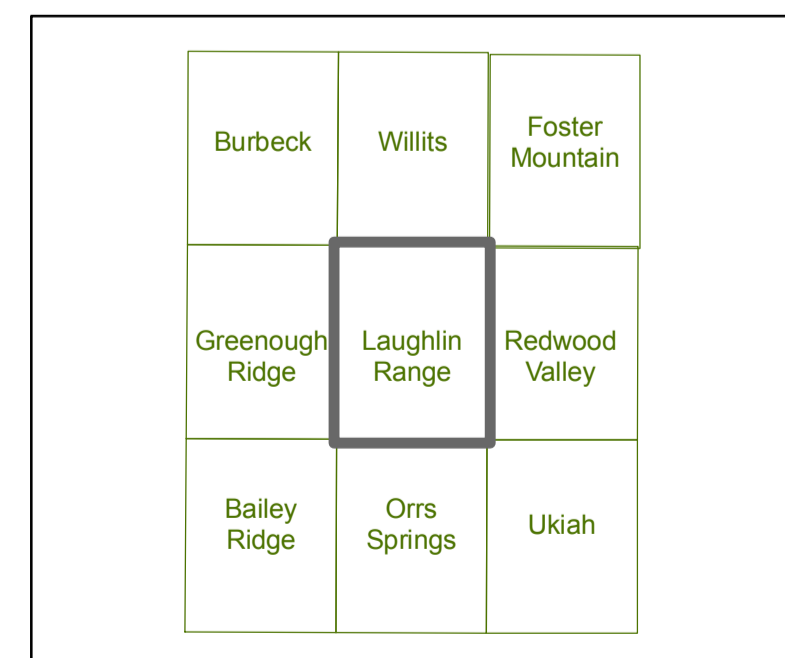 Burbeck
Willits
Foster
Mountain
Greenough
Ridge
Laughlin
Range
Redwood
Valley
Bailey
Ridge
Orrs
Springs
Ukiah